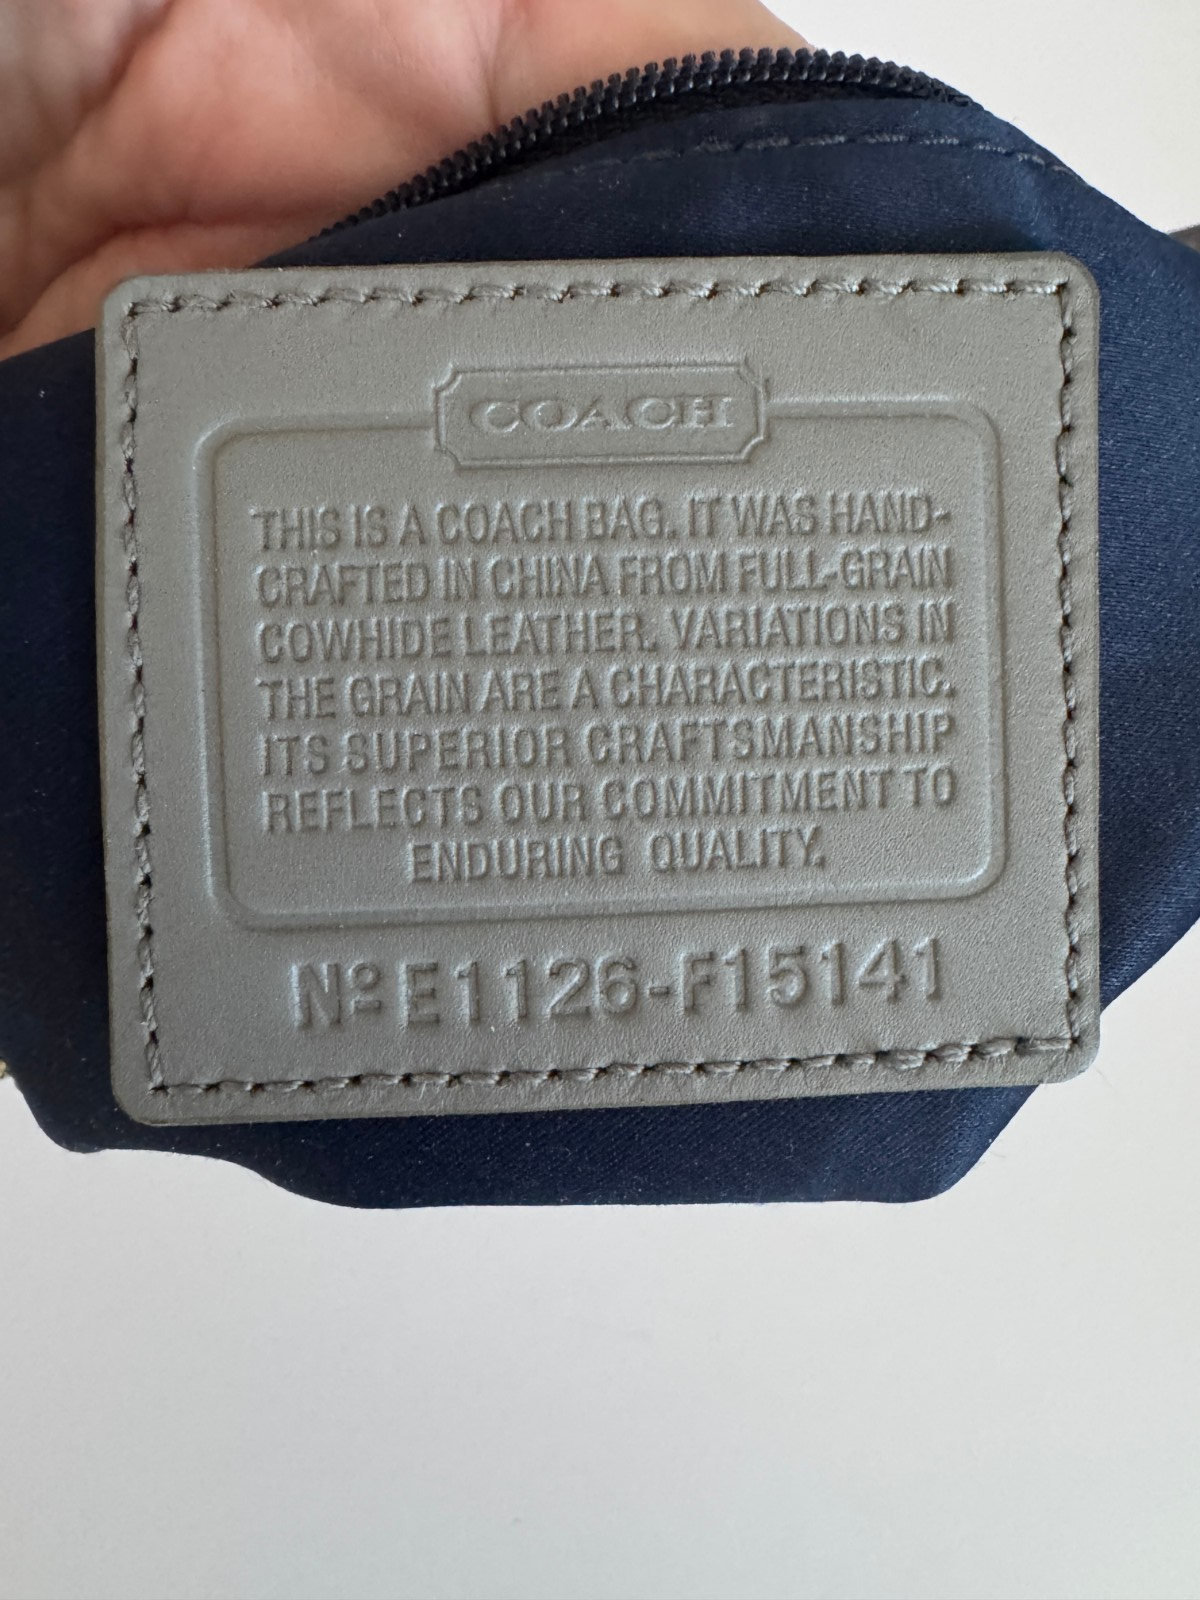 COACH
THIS IS A COACH BAG. IT WAS HAND-
CRAFTED IN CHINA FROM FULL-GRAIN
COWHIDE LEATHER. VARIATIONS IN
THE GRAIN ARE A CHARACTERISTIC.
ITS SUPERIOR CRAFTSMANSHIP
REFLECTS OUR COMMITMENT TO
ENDURING QUALITY.
Nº E1126-F15141